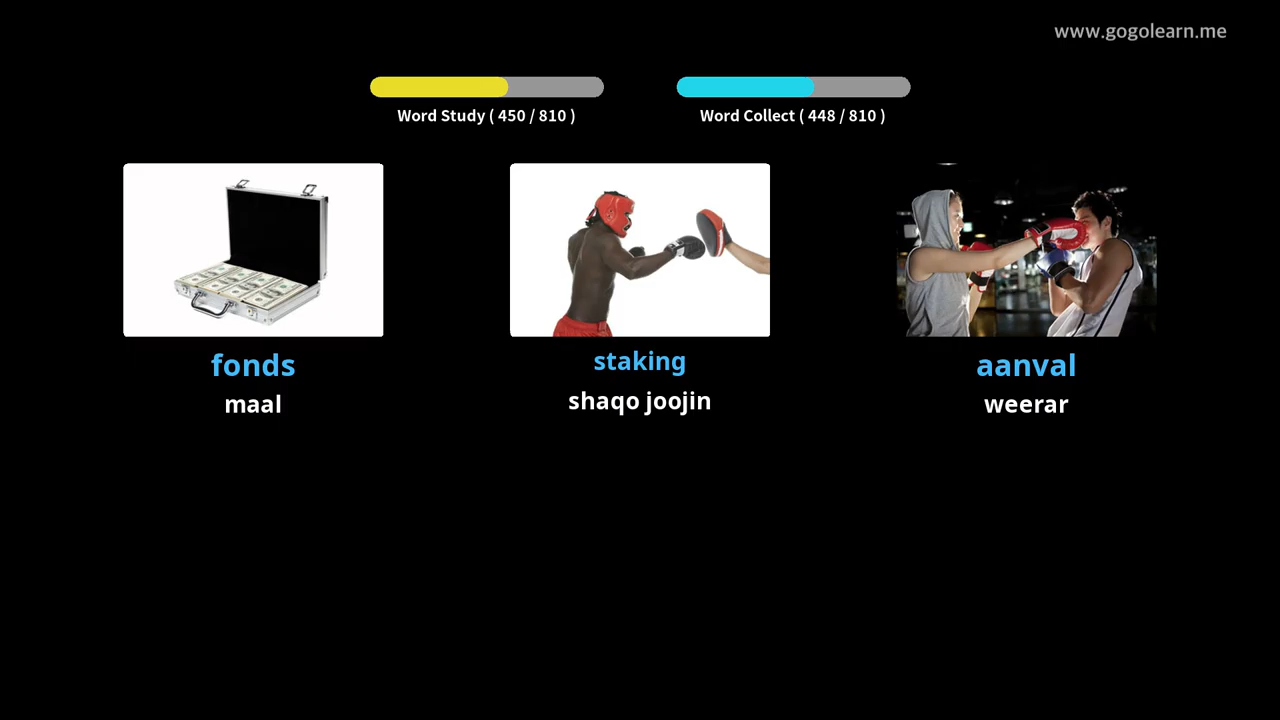 www.gogolearn.me
Word Study ( 450 / 810 )
Word Collect ( 448 / 810 )
fonds
maal
staking
shaqo joojin
aanval
weerar